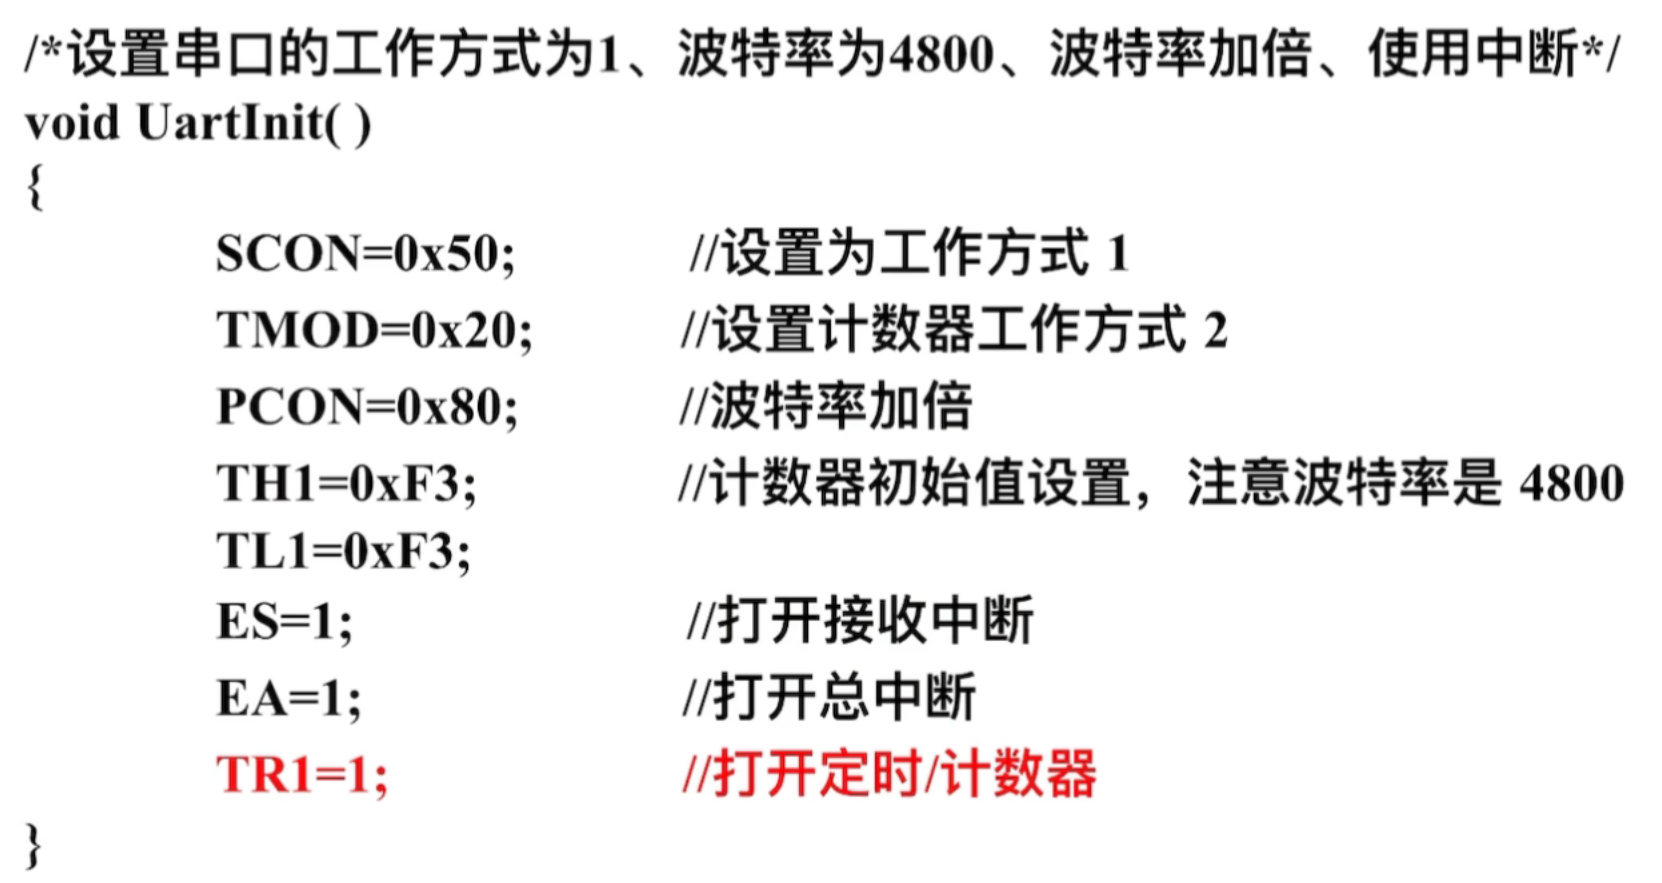 /*设置串口的工作方式为1、波特率为4800、波特率加倍、使用中断*/
void UartInit( )
{
SCON=0x50; //设置为工作方式 1
TMOD=0x20; //设置计数器工作方式 2
PCON=0x80; //波特率加倍
TH1=0xF3; //计数器初始值设置，注意波特率是 4800
TL1=0xF3;
ES=1; //打开接收中断
EA=1; //打开总中断
TR1=1; //打开定时/计数器
}